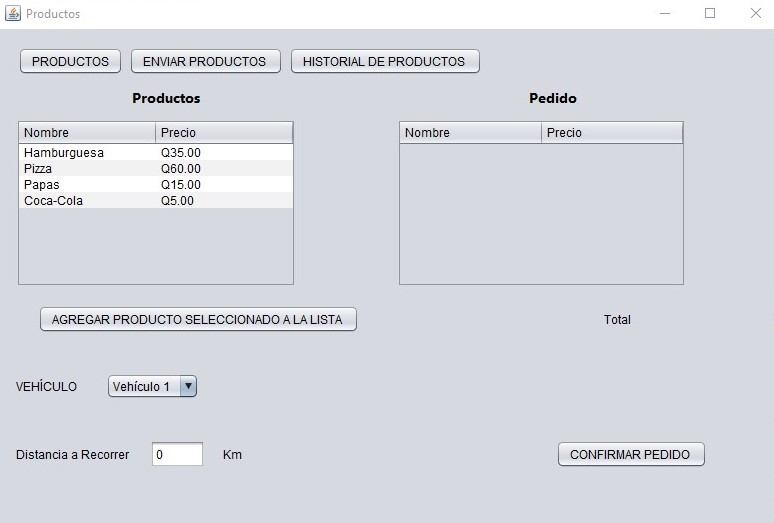 Productos
PRODUCTOS ENVIAR PRODUCTOS HISTORIAL DE PRODUCTOS
Productos Pedido
Nombre Precio Nombre Precio
Hamburguesa Q35.00
Pizza Q60.00
Papas Q15.00
Coca-Cola Q5.00
AGREGAR PRODUCTO SELECCIONADO A LA LISTA Total
VEHÍCULO Vehículo 1
Distancia a Recorrer 0 Km CONFIRMAR PEDIDO